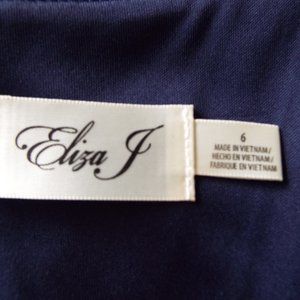 Eliza J
6
MADE IN VIETNAM/
HECHO EN VIETNAM/
FABRIQUE EN VIETNAM